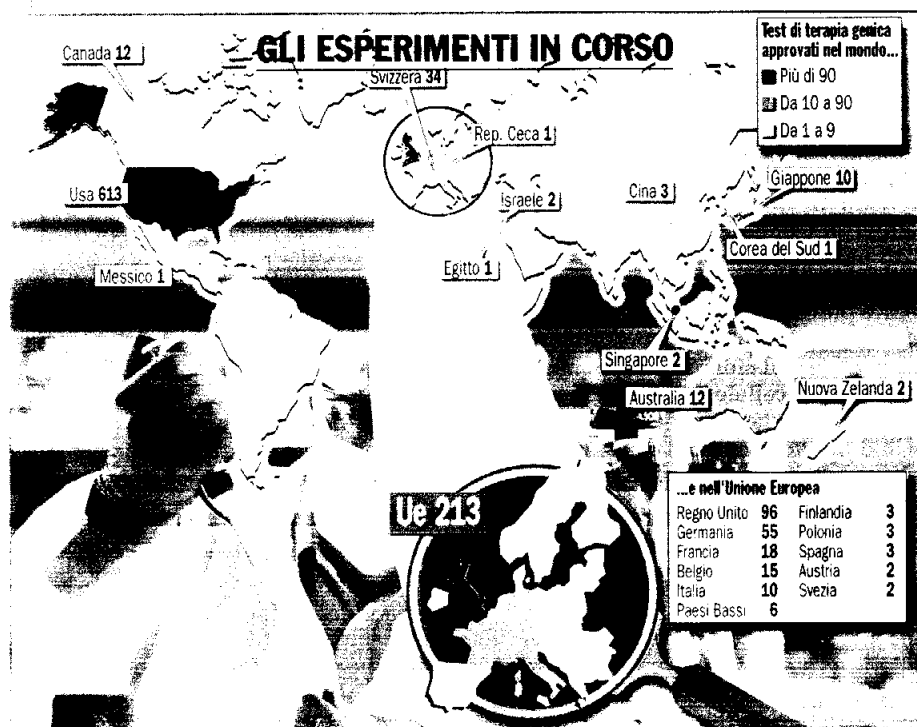 GLI ESPERIMENTI IN CORSO
Test di terapia genica
approvati nel mondo...
Più di 90
Da 10 a 90
Da 1 a 9
Canada 12
Svizzera 34
Rep. Ceca 1
Usa 613
Israele 2
Cina 3
Giappone 10
Messico 1
Egitto 1
Corea del Sud 1
Singapore 2
Australia 12
Nuova Zelanda 2
Ue 213
...e nell'Unione Europea
Regno Unito 96 Finlandia 3
Germania 55 Polonia 3
Francia 18 Spagna 3
Belgio 15 Austria 2
Italia 10 Svezia 2
Paesi Bassi 6